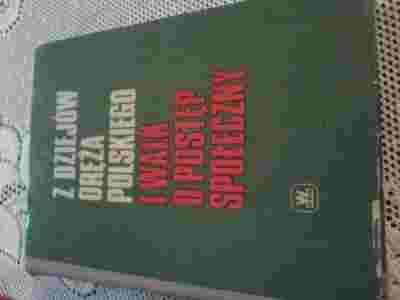 Z DZIEJÓW
ORĘŻA
POLSKIEGO
I WALK
O POSTĘP
SPOŁECZNY